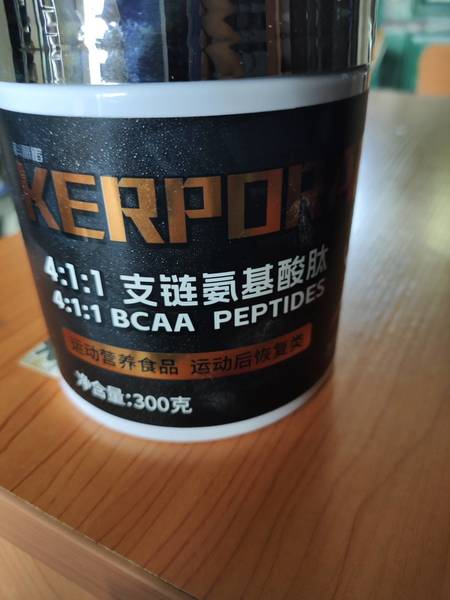 KERPOR
4:1:1 支链氨基酸肽
4:1:1 BCAA PEPTIDES
运动营养食品 运动后恢复类
净含量:300克